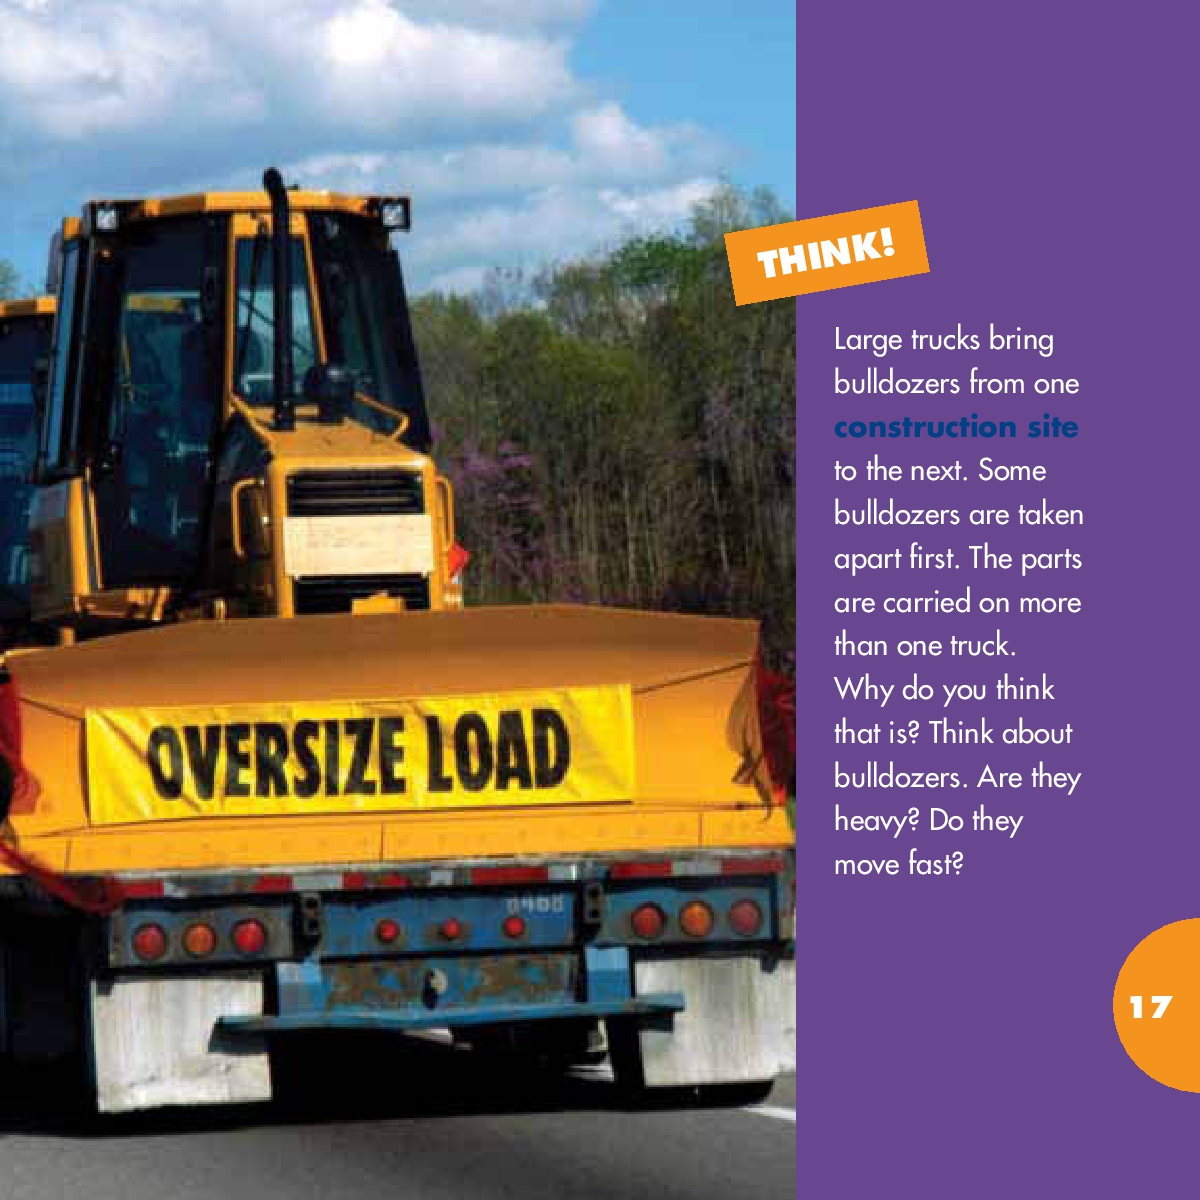 THINK!
Large trucks bring
bulldozers from one
construction site
to the next. Some
bulldozers are taken
apart first. The parts
are carried on more
than one truck.
Why do you think
that is? Think about
bulldozers. Are they
heavy? Do they
move fast?
OVERSIZE LOAD
17